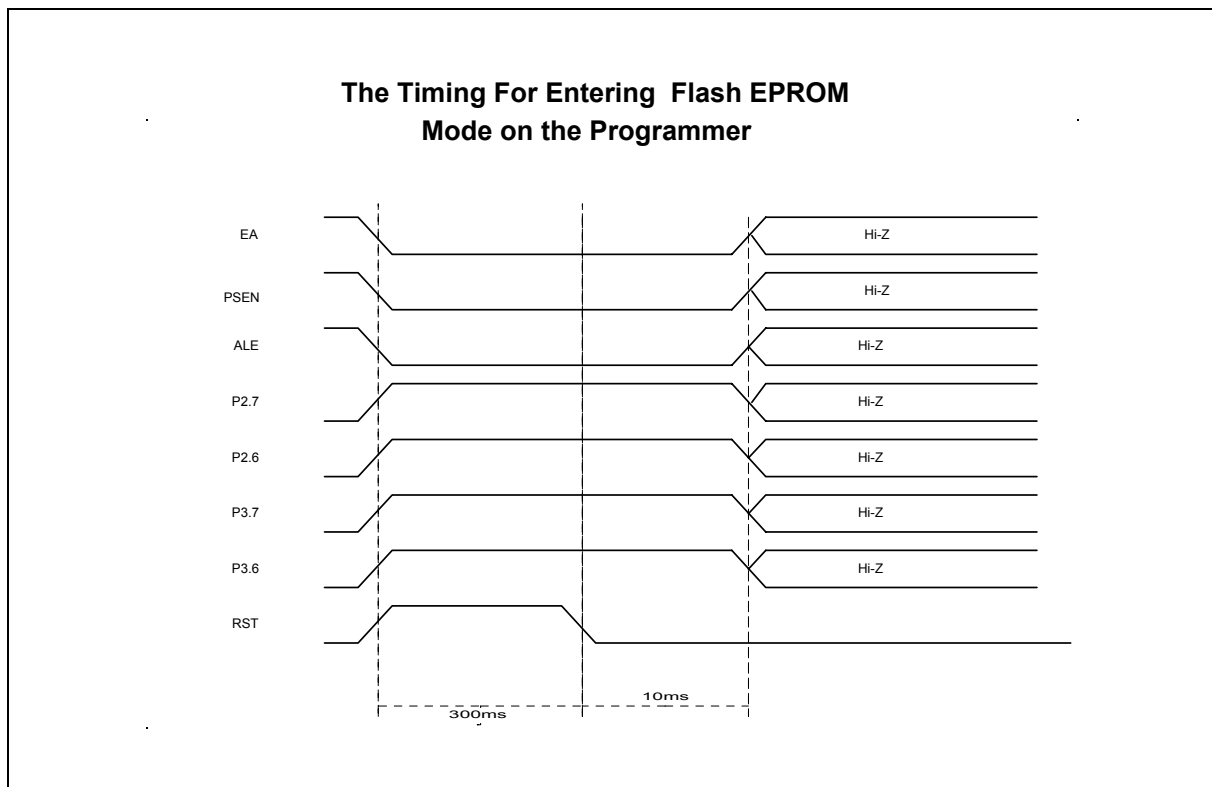 The Timing For Entering Flash EPROM
Mode on the Programmer
EA
Hi-Z
PSEN
Hi-Z
ALE
Hi-Z
P2.7
Hi-Z
P2.6
Hi-Z
P3.7
Hi-Z
P3.6
Hi-Z
RST
10ms
300ms